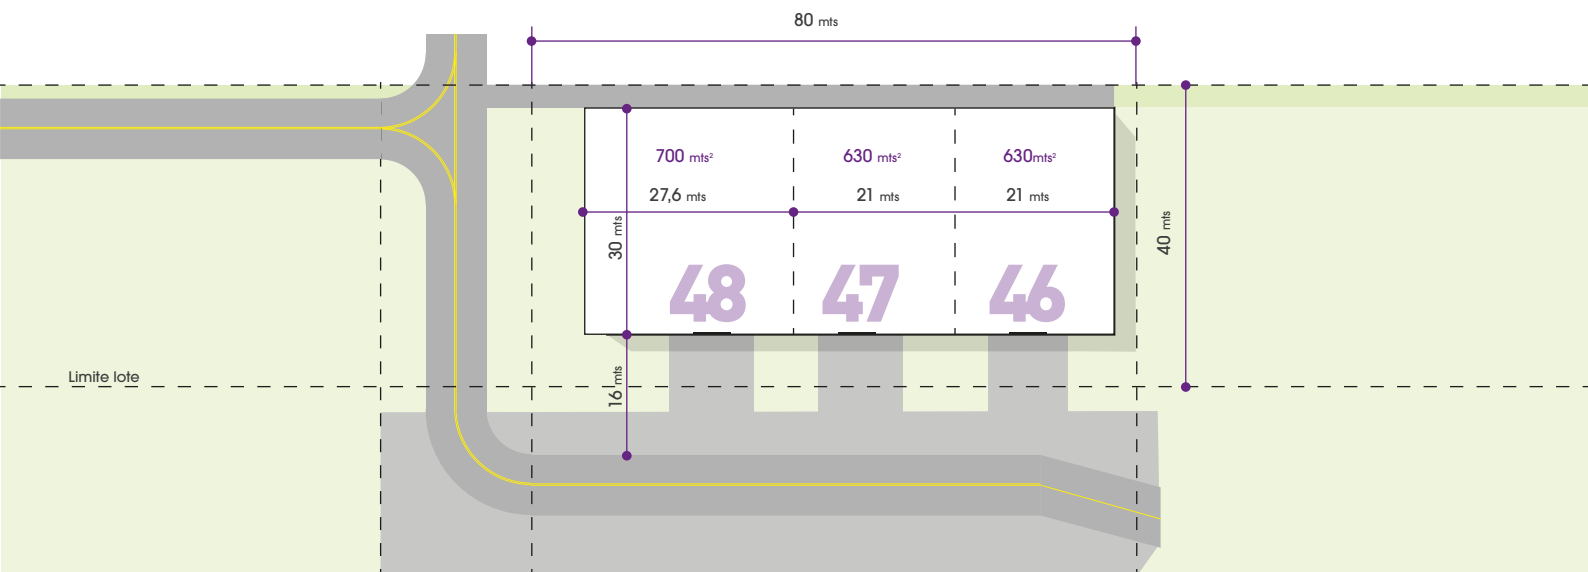 80 mts
700 mts²
630 mts²
630mts²
27,6 mts
21 mts
21 mts
30 mts
40 mts
48
47
46
Limite lote
16 mts